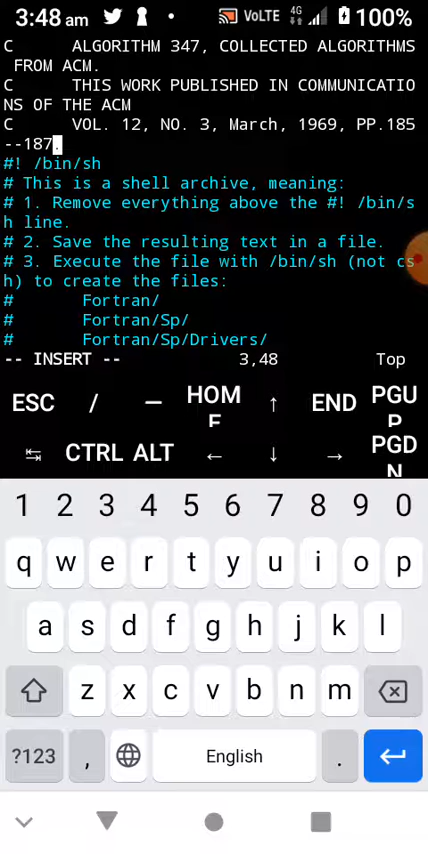 3:48 am VoLTE 4G 100%
C      ALGORITHM 347, COLLECTED ALGORITHMS
 FROM ACM.
C      THIS WORK PUBLISHED IN COMMUNICATIO
NS OF THE ACM
C      VOL. 12, NO. 3, March, 1969, PP.185
--187.
#! /bin/sh
# This is a shell archive, meaning:
# 1. Remove everything above the #! /bin/s
h line.
# 2. Save the resulting text in a file.
# 3. Execute the file with /bin/sh (not cs
h) to create the files:
#       Fortran/
#       Fortran/Sp/
#       Fortran/Sp/Drivers/
-- INSERT --                3,48          Top
ESC / — HOME ↑ END PGUP
↹ CTRL ALT ← ↓ → PGDN
1 2 3 4 5 6 7 8 9 0
q w e r t y u i o p
a s d f g h j k l
z x c v b n m
?123 , English .